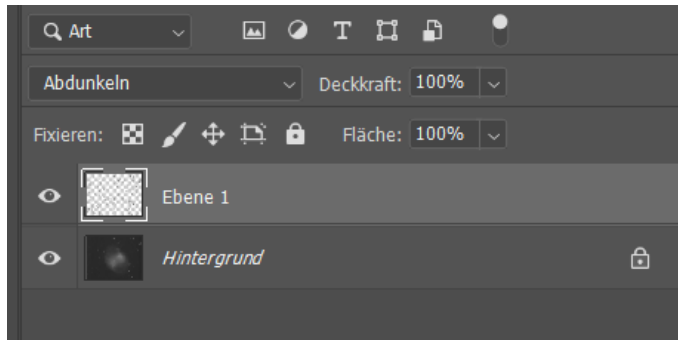 Art
Abdunkeln Deckkraft: 100%
Fixieren: Fläche: 100%
Ebene 1
Hintergrund